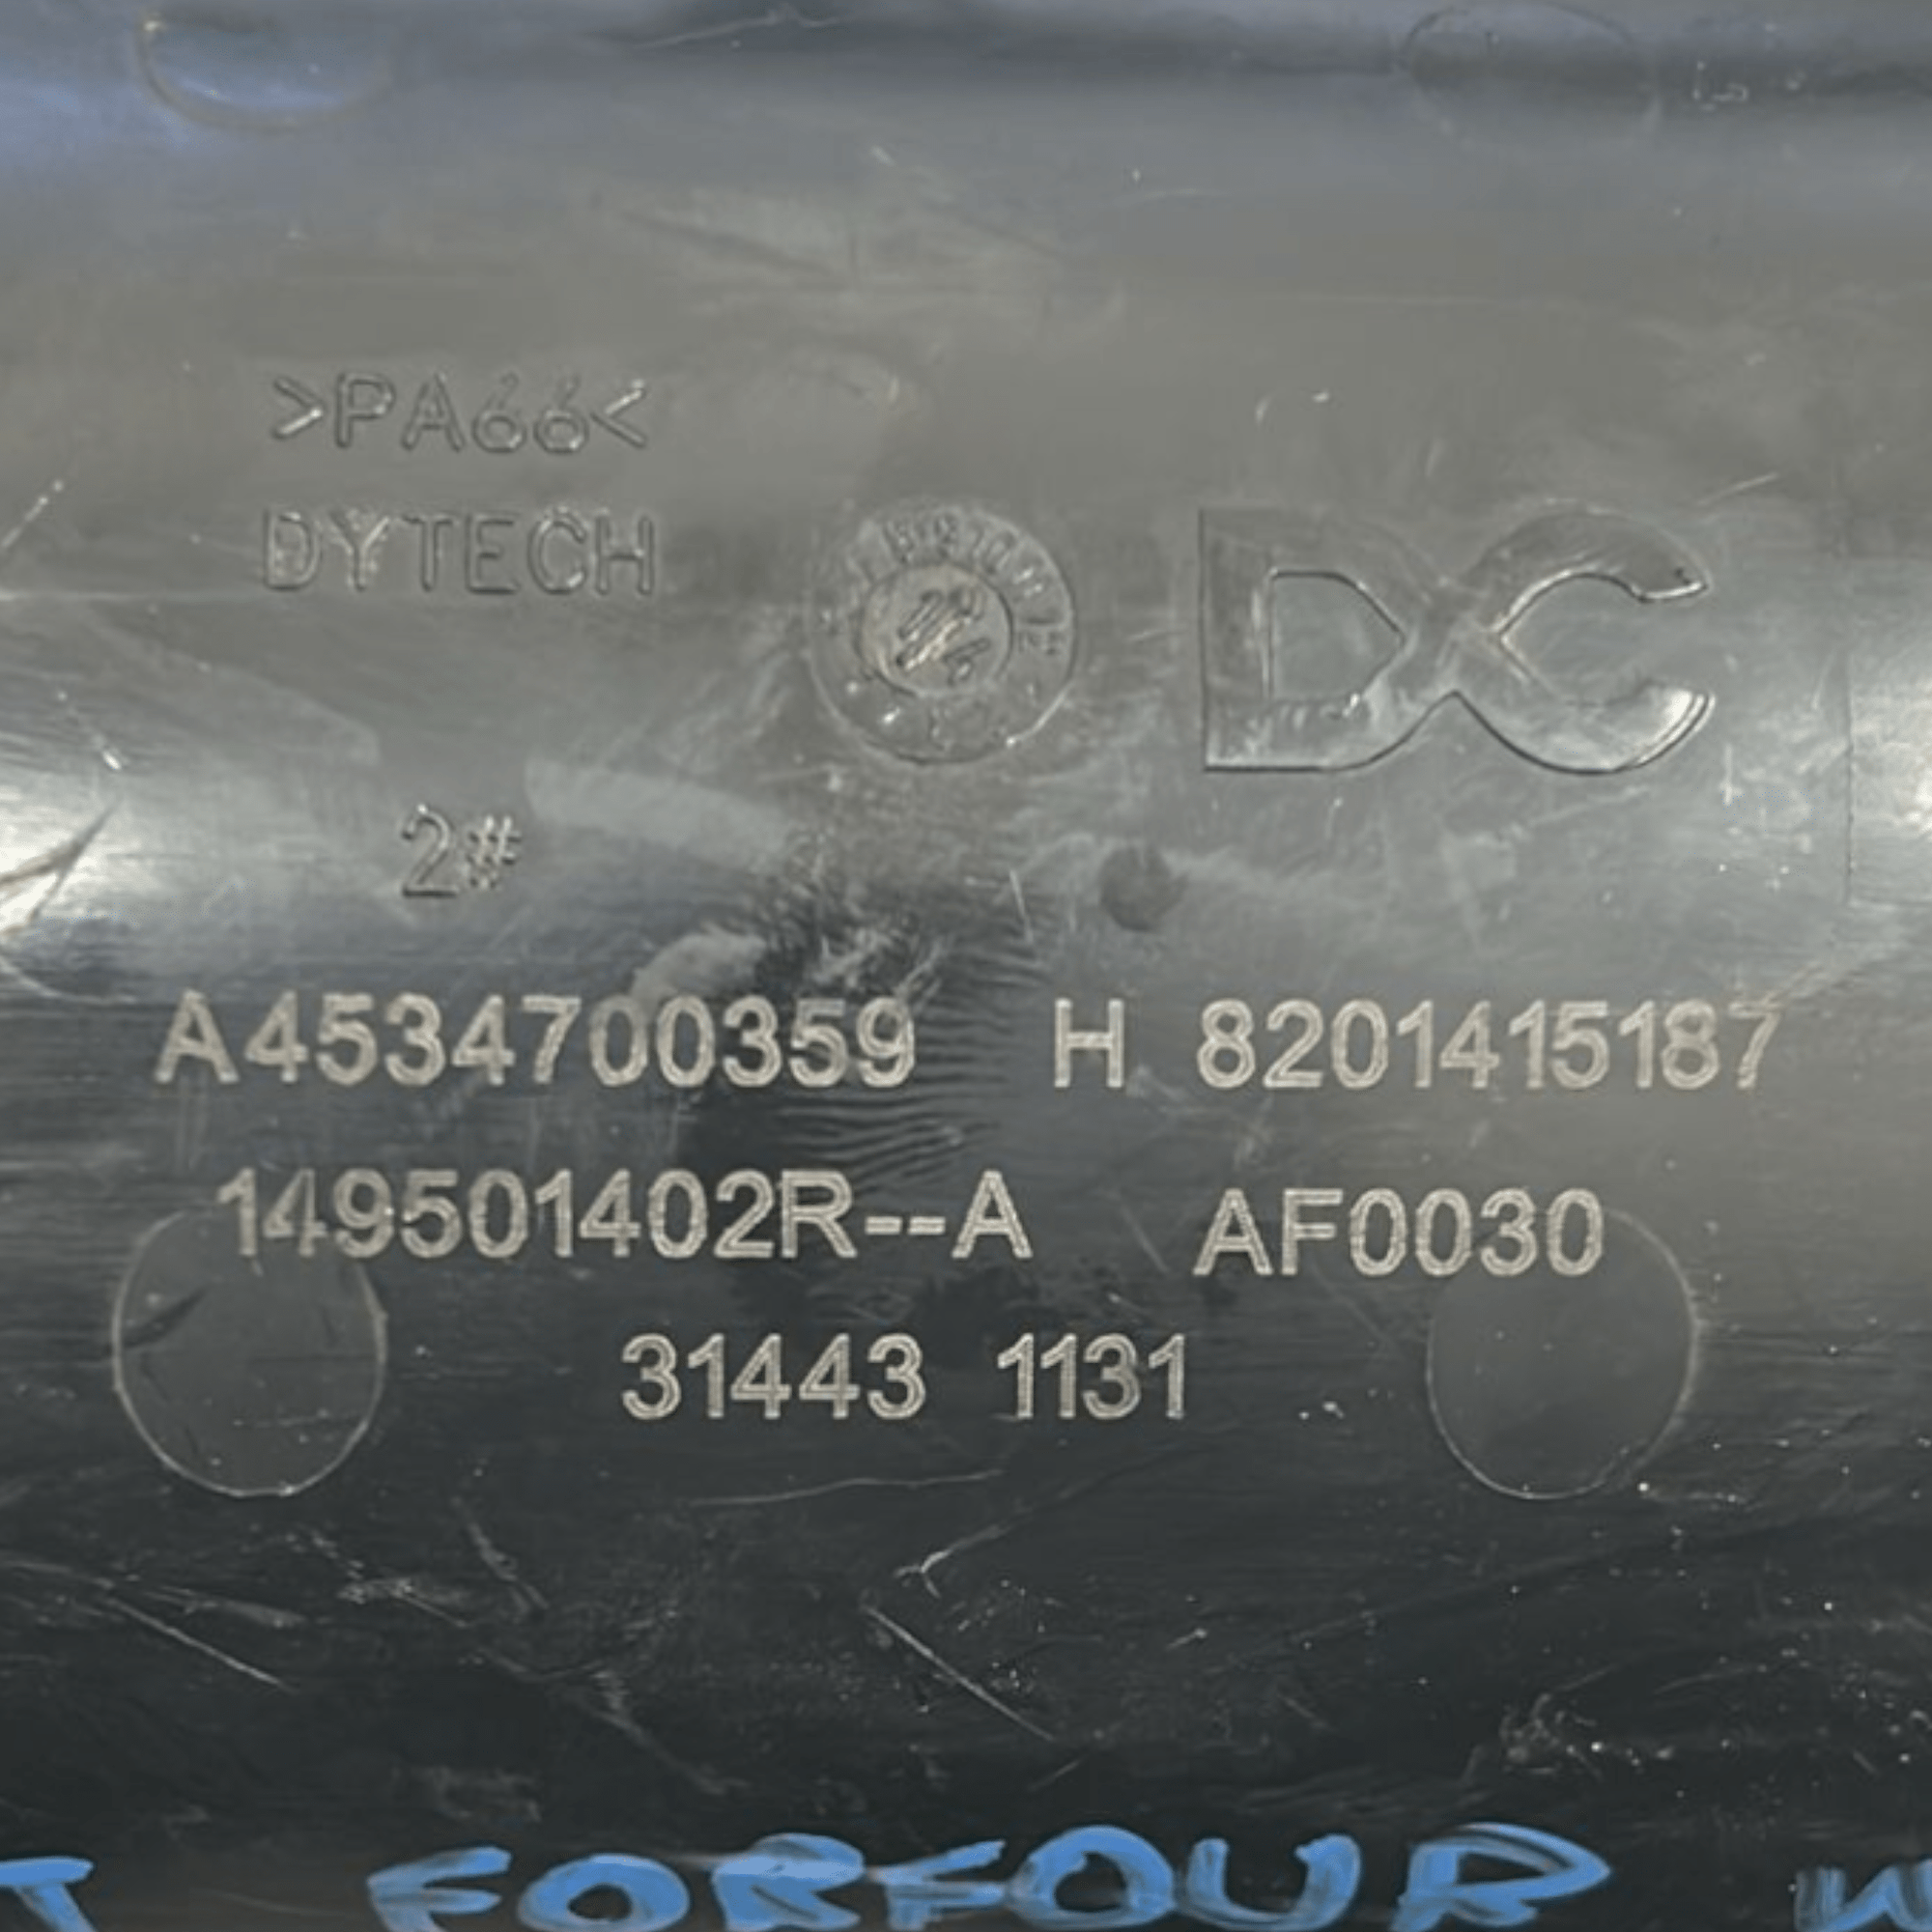 >PA66<
DYTECH
DC
2#
A4534700359 H 8201415187
149501402R--A AF0030
31443 1131
FORFOUR